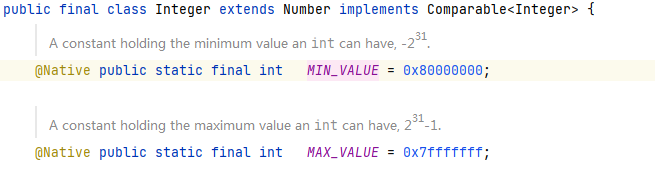 public final class Integer extends Number implements Comparable<Integer> {
A constant holding the minimum value an int can have, -2³¹.
@Native public static final int   MIN_VALUE = 0x80000000;
A constant holding the maximum value an int can have, 2³¹-1.
@Native public static final int   MAX_VALUE = 0x7fffffff;